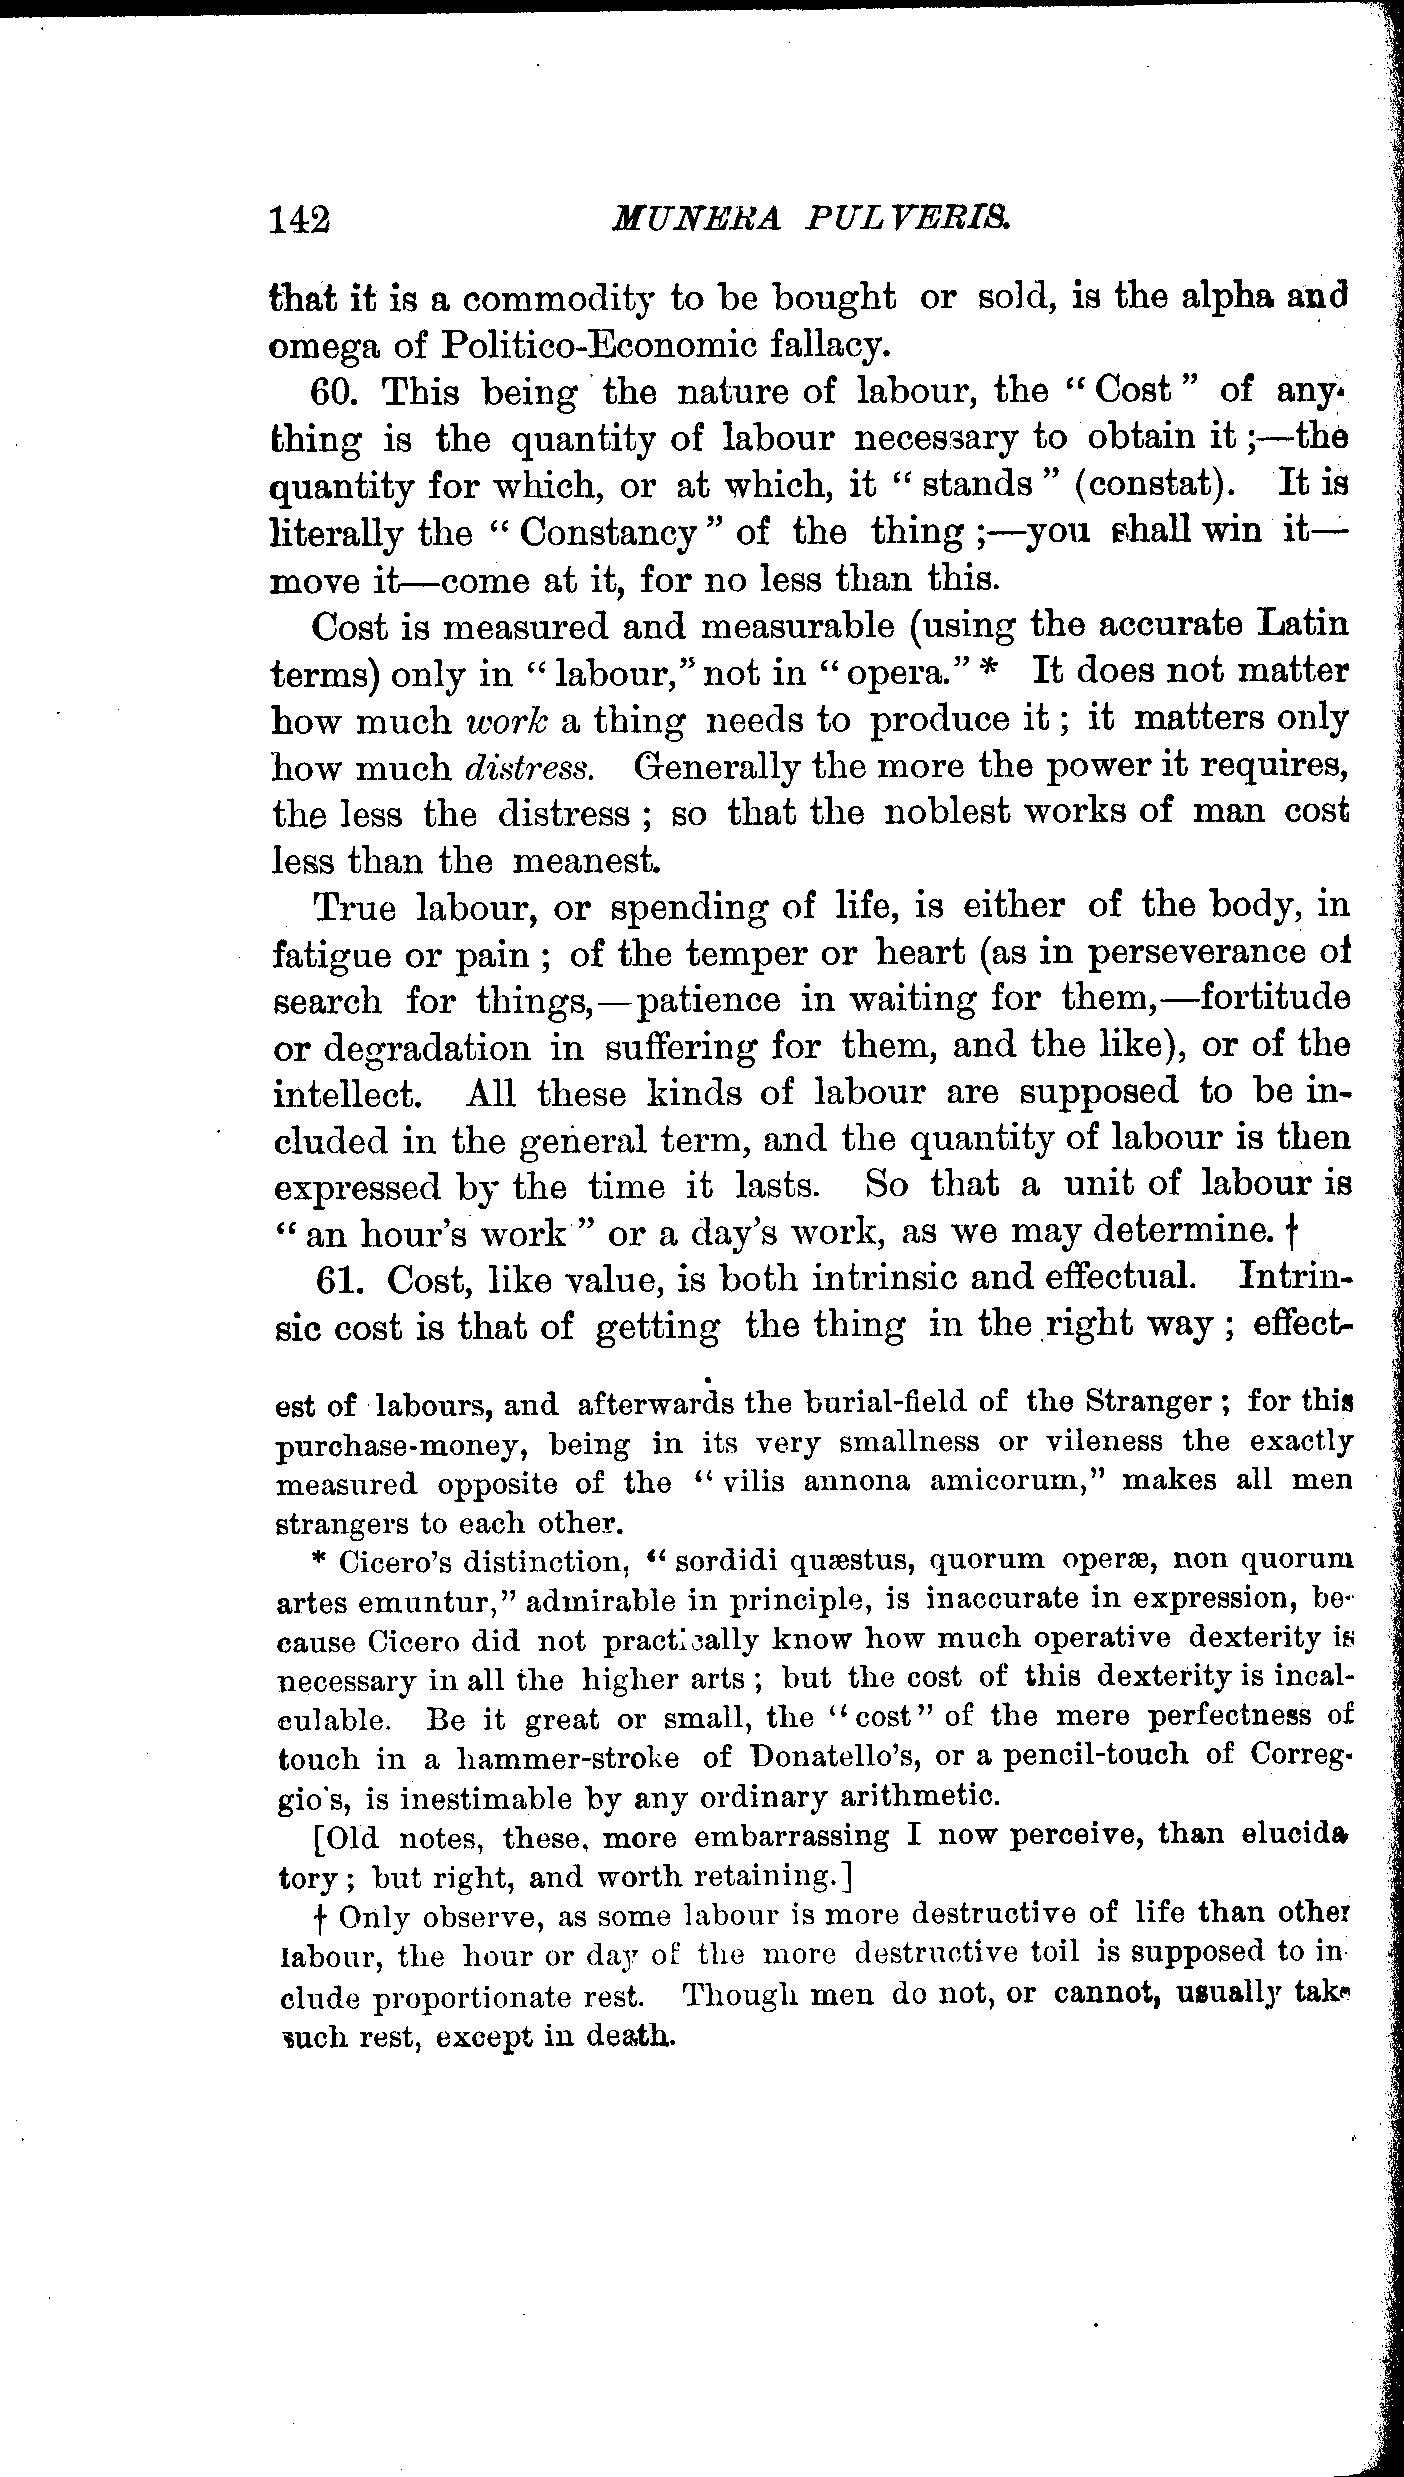 142 MUNERA PULVERIS.
that it is a commodity to be bought or sold, is the alpha and
omega of Politico-Economic fallacy.
60. This being the nature of labour, the “Cost” of any-
thing is the quantity of labour necessary to obtain it;—the
quantity for which, or at which, it “stands” (constat). It is
literally the “Constancy” of the thing;—you shall win it—
move it—come at it, for no less than this.
Cost is measured and measurable (using the accurate Latin
terms) only in “labour,” not in “opera.”* It does not matter
how much work a thing needs to produce it; it matters only
how much distress. Generally the more the power it requires,
the less the distress; so that the noblest works of man cost
less than the meanest.
True labour, or spending of life, is either of the body, in
fatigue or pain; of the temper or heart (as in perseverance of
search for things,—patience in waiting for them,—fortitude
or degradation in suffering for them, and the like), or of the
intellect. All these kinds of labour are supposed to be in-
cluded in the general term, and the quantity of labour is then
expressed by the time it lasts. So that a unit of labour is
“an hour's work” or a day's work, as we may determine.†
61. Cost, like value, is both intrinsic and effectual. Intrin-
sic cost is that of getting the thing in the right way; effect-
est of labours, and afterwards the burial-field of the Stranger; for this
purchase-money, being in its very smallness or vileness the exactly
measured opposite of the “vilis annona amicorum,” makes all men
strangers to each other.
* Cicero's distinction, “sordidi quæstus, quorum operæ, non quorum
artes emuntur,” admirable in principle, is inaccurate in expression, be-
cause Cicero did not practically know how much operative dexterity is
necessary in all the higher arts; but the cost of this dexterity is incal-
culable. Be it great or small, the “cost” of the mere perfectness of
touch in a hammer-stroke of Donatello's, or a pencil-touch of Correg-
gio's, is inestimable by any ordinary arithmetic.
[Old notes, these, more embarrassing I now perceive, than elucida
tory; but right, and worth retaining.]
† Only observe, as some labour is more destructive of life than other
labour, the hour or day of the more destructive toil is supposed to in-
clude proportionate rest. Though men do not, or cannot, usually take
such rest, except in death.